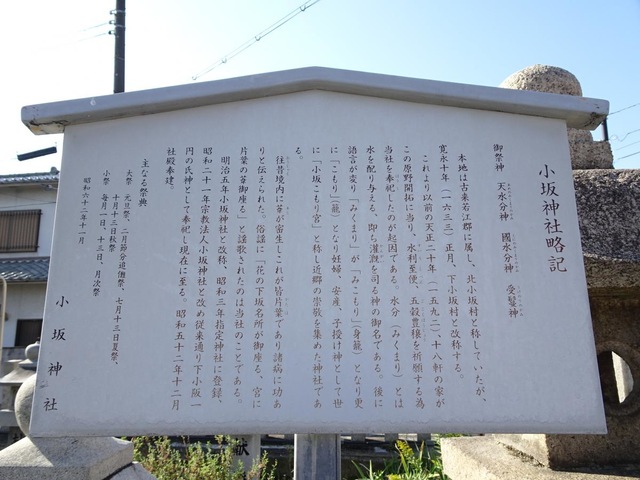 小坂神社略記
御祭神　天水分神　國水分神　受鬘神
本地は古来若江郡に属し、北小坂村と称していたが、
寛永十年（一六三三）正月、下小坂村と改称する。
これより以前の天正二十年（一五九二）、十八軒の家が
この原野開拓に当り、水利至便、五穀豊穣を祈願する為
当社を奉祀したのが起因である。水分（みくまり）とは
水を配り与える、即ち灌漑を司る神の御名である。後に
語言が変り「みくまり」が「みこもり」（身籠）となり更
に「こもり」（籠）となり妊婦、安産、子授け神として世
に「小坂こもり宮」と称し近郷の崇敬を集めた神社であ
る。
往昔境内に茎が密生しこれが皆片葉であり諸病に功あ
りと伝えられた。俗謡に「花の下坂名所が御座る、宮に
片葉の茎御座る」と謡歌されたのは当社のことである。
明治五年小坂神社と改称、昭和三年指定神社に登録、
昭和二十一年宗教法人小坂神社と改め従来通り下小阪一
円の氏神として奉祀し現在に至る。昭和五十二年十二月
社殿奉建。
主なる祭典
大祭　元旦祭、二月節分追儺祭、七月十三日夏祭、
十月十三日秋祭
小祭　毎月一日、十三日、月次祭
昭和六十二年十一月
小坂神社
献